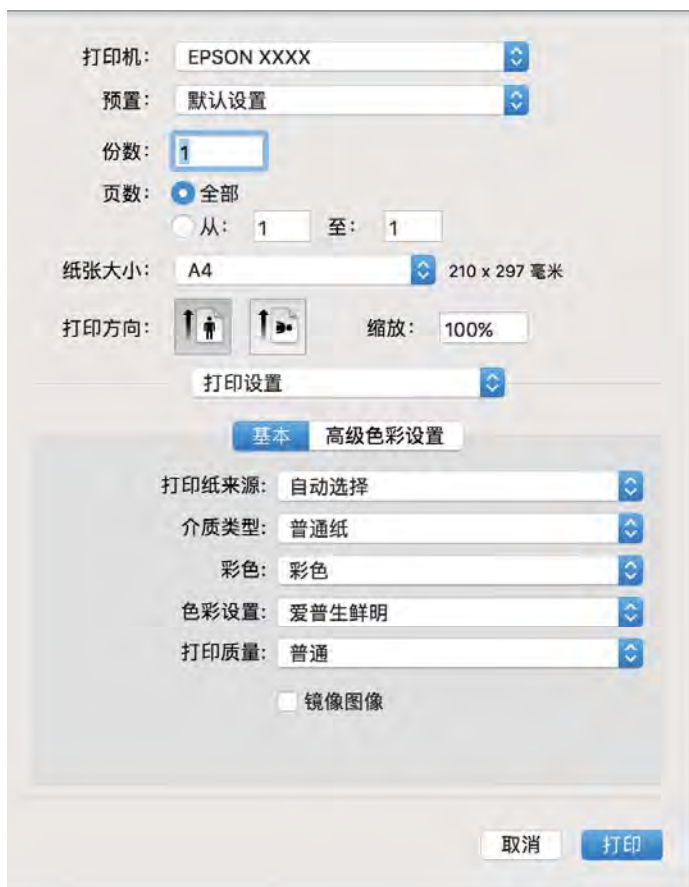 打印机： EPSON XXXX
预置： 默认设置
份数： 1
页数： 全部
从： 1 至： 1
纸张大小： A4 210 x 297 毫米
打印方向： 缩放： 100%
打印设置
基本 高级色彩设置
打印纸来源: 自动选择
介质类型: 普通纸
彩色: 彩色
色彩设置: 爱普生鲜明
打印质量: 普通
镜像图像
取消 打印